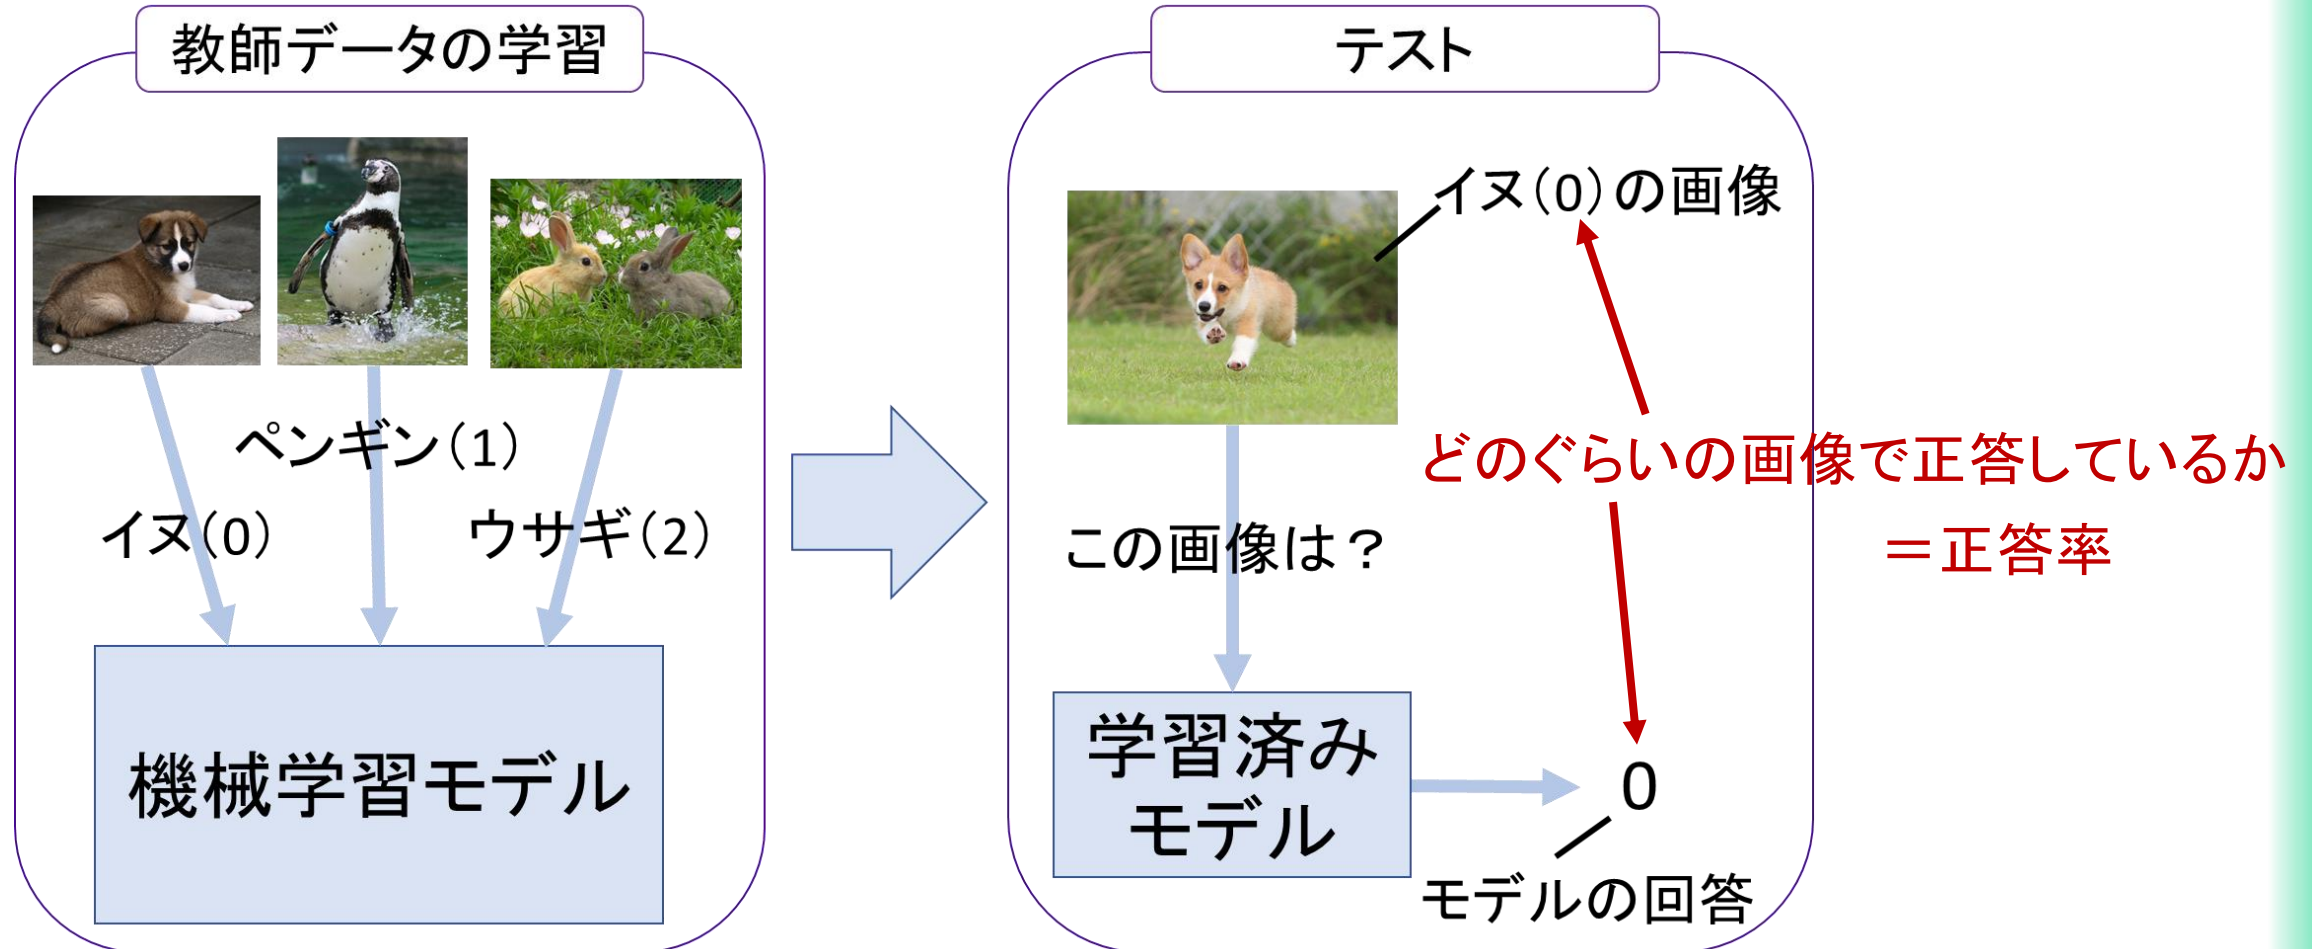 教師データの学習
ペンギン(1)
イヌ(0)
ウサギ(2)
機械学習モデル
テスト
イヌ(0)の画像
どのぐらいの画像で正答しているか
＝正答率
この画像は？
学習済み
モデル
0
モデルの回答